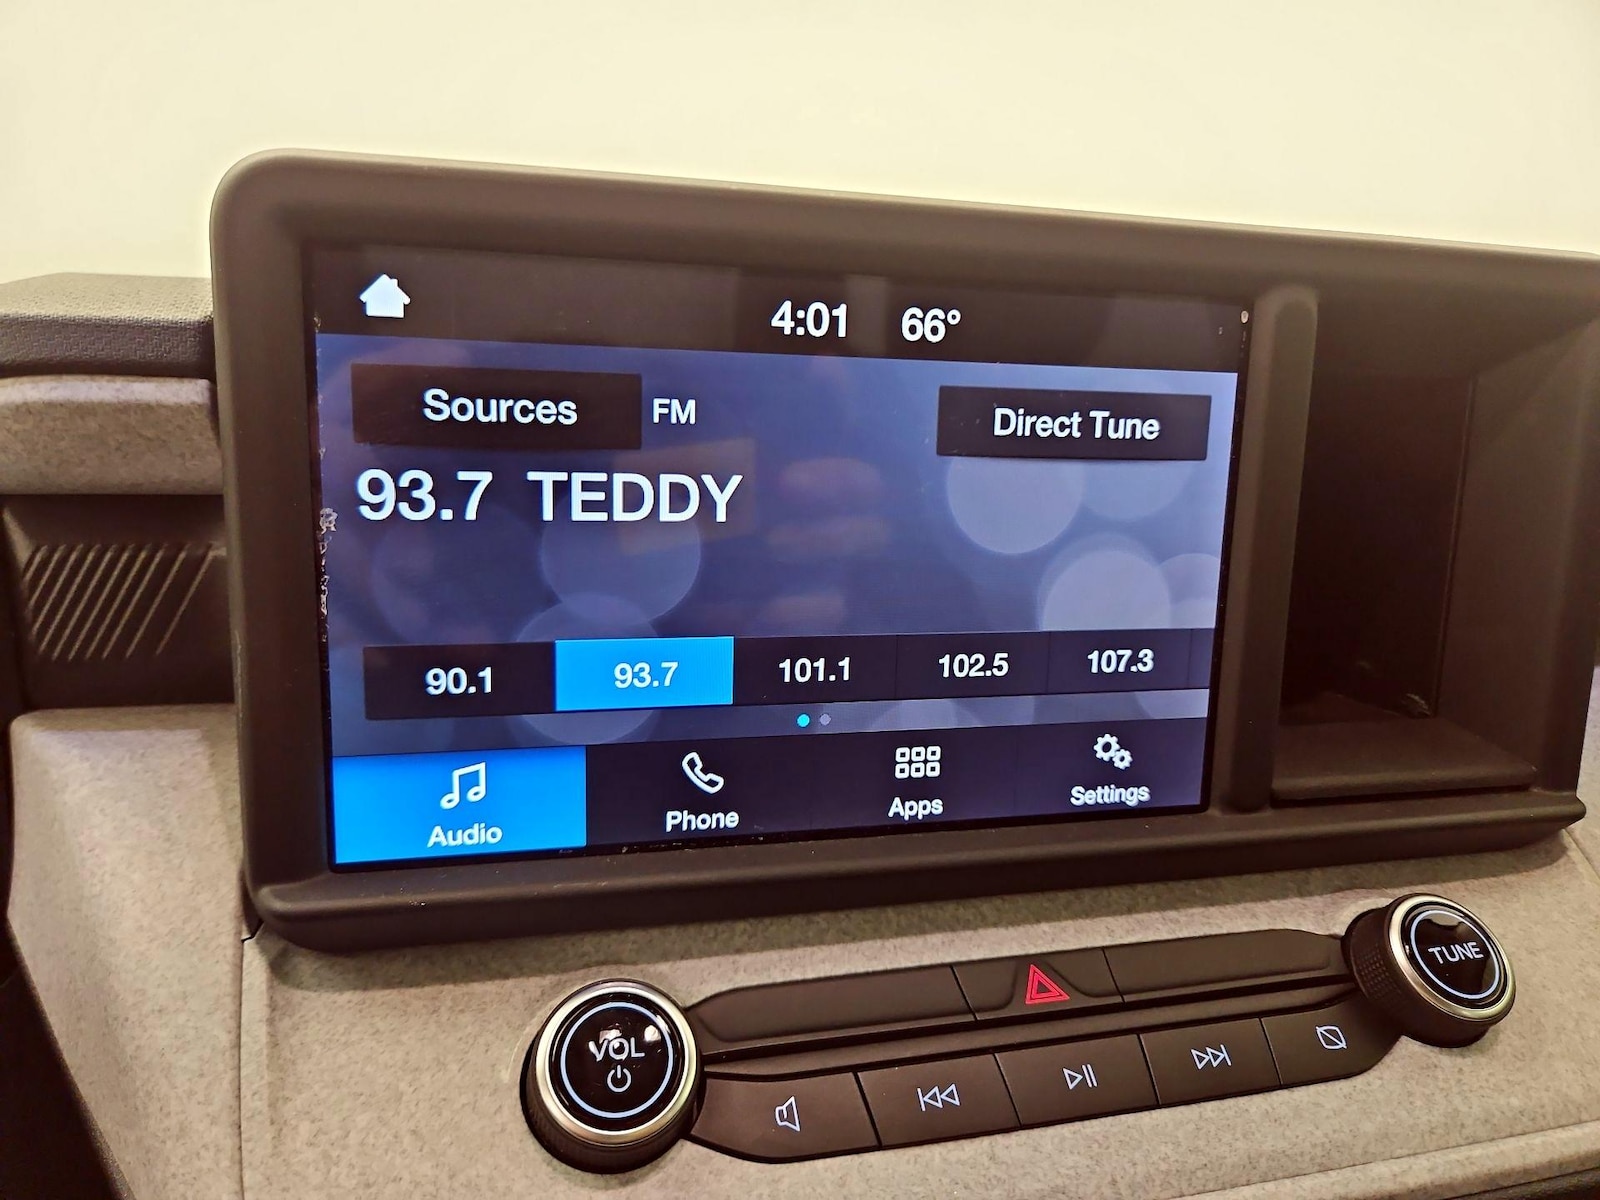 4:01 66°
Sources FM Direct Tune
93.7 TEDDY
90.1 93.7 101.1 102.5 107.3
Audio Phone Apps Settings
VOL TUNE